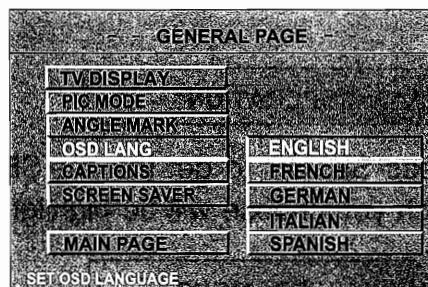 GENERAL PAGE
TV DISPLAY
PIC MODE
ANGLE MARK
OSD LANG
CAPTIONS
SCREEN SAVER
MAIN PAGE
ENGLISH
FRENCH
GERMAN
ITALIAN
SPANISH
SET OSD LANGUAGE